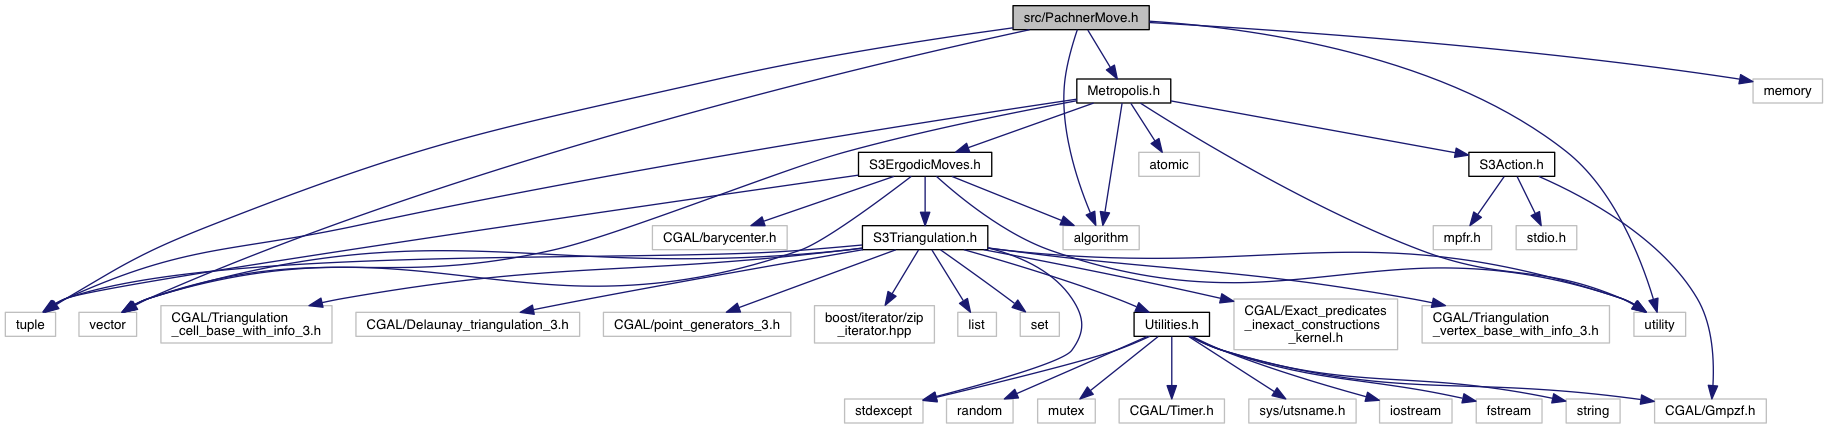 src/PachnerMove.h
Metropolis.h
memory
S3ErgodicMoves.h
atomic
S3Action.h
CGAL/barycenter.h
S3Triangulation.h
algorithm
mpfr.h
stdio.h
tuple
vector
CGAL/Triangulation
_cell_base_with_info_3.h
CGAL/Delaunay_triangulation_3.h
CGAL/point_generators_3.h
boost/iterator/zip
_iterator.hpp
list
set
Utilities.h
CGAL/Exact_predicates
_inexact_constructions
_kernel.h
CGAL/Triangulation
_vertex_base_with_info_3.h
utility
stdexcept
random
mutex
CGAL/Timer.h
sys/utsname.h
iostream
fstream
string
CGAL/Gmpzf.h